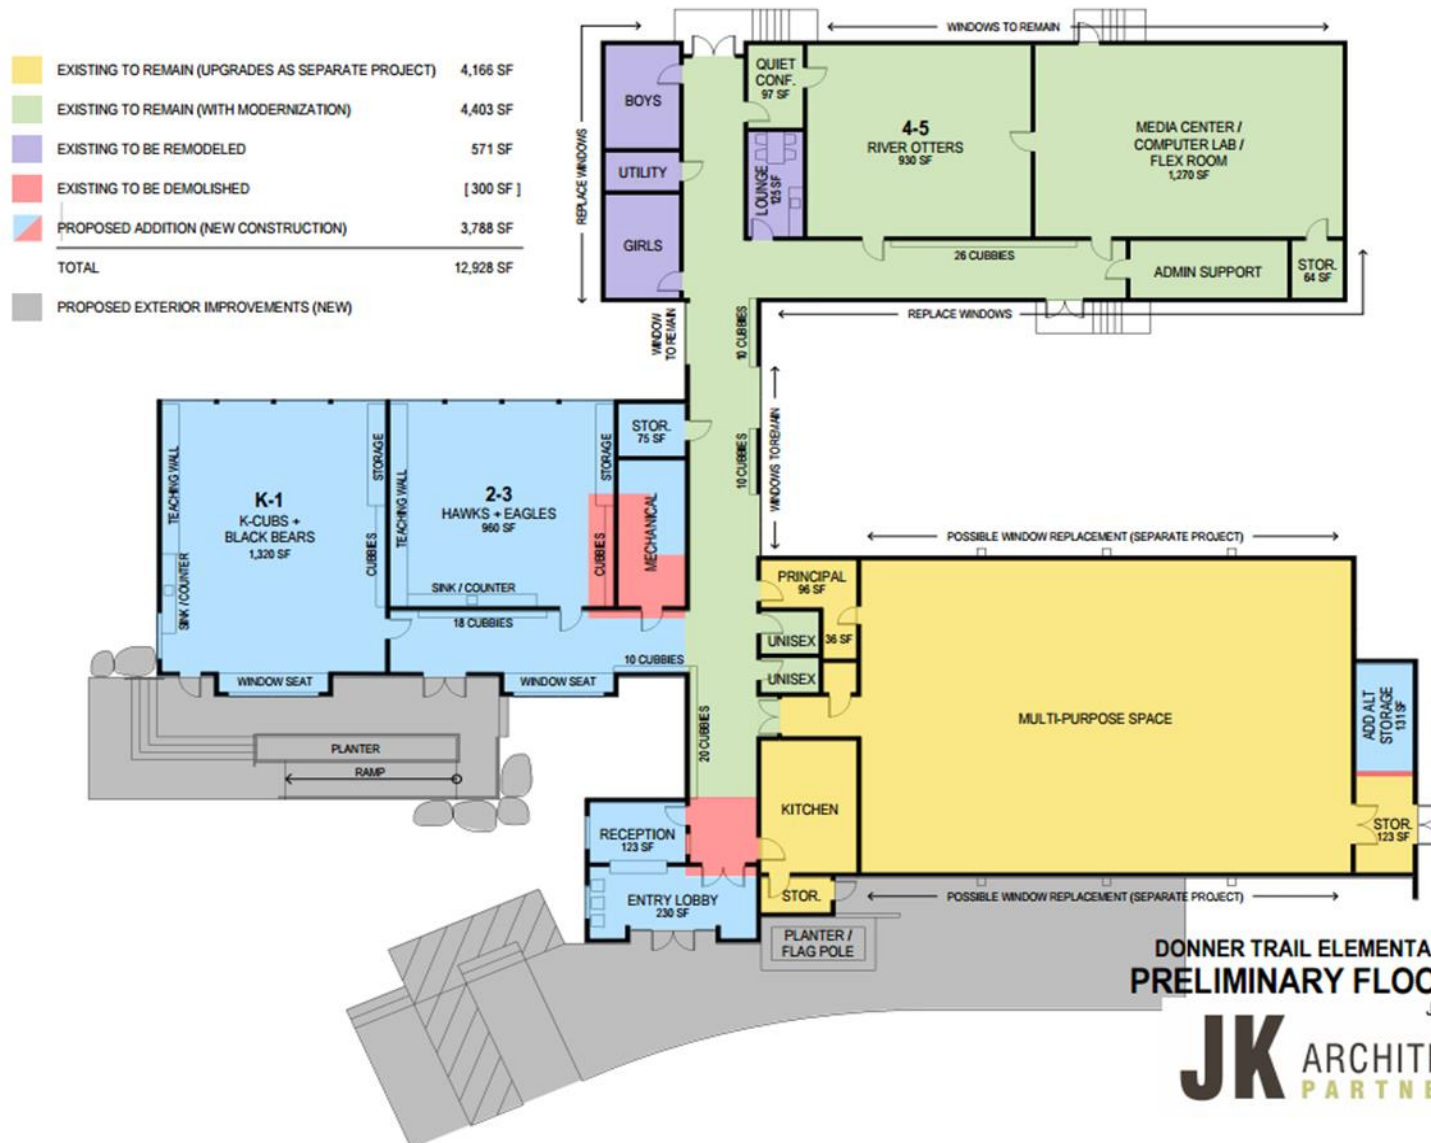 EXISTING TO REMAIN (UPGRADES AS SEPARATE PROJECT) 4,166 SF
EXISTING TO REMAIN (WITH MODERNIZATION) 4,403 SF
EXISTING TO BE REMODELED 571 SF
EXISTING TO BE DEMOLISHED [ 300 SF ]
PROPOSED ADDITION (NEW CONSTRUCTION) 3,788 SF
TOTAL 12,928 SF
PROPOSED EXTERIOR IMPROVEMENTS (NEW)
WINDOWS TO REMAIN
REPLACE WINDOWS
BOYS
UTILITY
GIRLS
QUIET
CONF.
97 SF
LOUNGE
125 SF
4-5
RIVER OTTERS
930 SF
MEDIA CENTER /
COMPUTER LAB /
FLEX ROOM
1,270 SF
26 CUBBIES
ADMIN SUPPORT
STOR.
64 SF
REPLACE WINDOWS
WINDOW
TO REMAIN
10 CUBBIES
WINDOWS TO REMAIN
10 CUBBIES
TEACHING WALL
K-1
K-CUBS +
BLACK BEARS
1,320 SF
STORAGE
CUBBIES
SINK / COUNTER
TEACHING WALL
2-3
HAWKS + EAGLES
960 SF
STORAGE
CUBBIES
SINK / COUNTER
STOR.
75 SF
MECHANICAL
18 CUBBIES
10 CUBBIES
WINDOW SEAT
WINDOW SEAT
20 CUBBIES
PLANTER
RAMP
POSSIBLE WINDOW REPLACEMENT (SEPARATE PROJECT)
PRINCIPAL
96 SF
36 SF
UNISEX
UNISEX
MULTI-PURPOSE SPACE
ADD ALT
STORAGE
131 SF
STOR.
123 SF
KITCHEN
STOR.
RECEPTION
123 SF
ENTRY LOBBY
230 SF
POSSIBLE WINDOW REPLACEMENT (SEPARATE PROJECT)
PLANTER /
FLAG POLE
DONNER TRAIL ELEMENTA
PRELIMINARY FLOO
J
JK ARCHITE
PARTNE